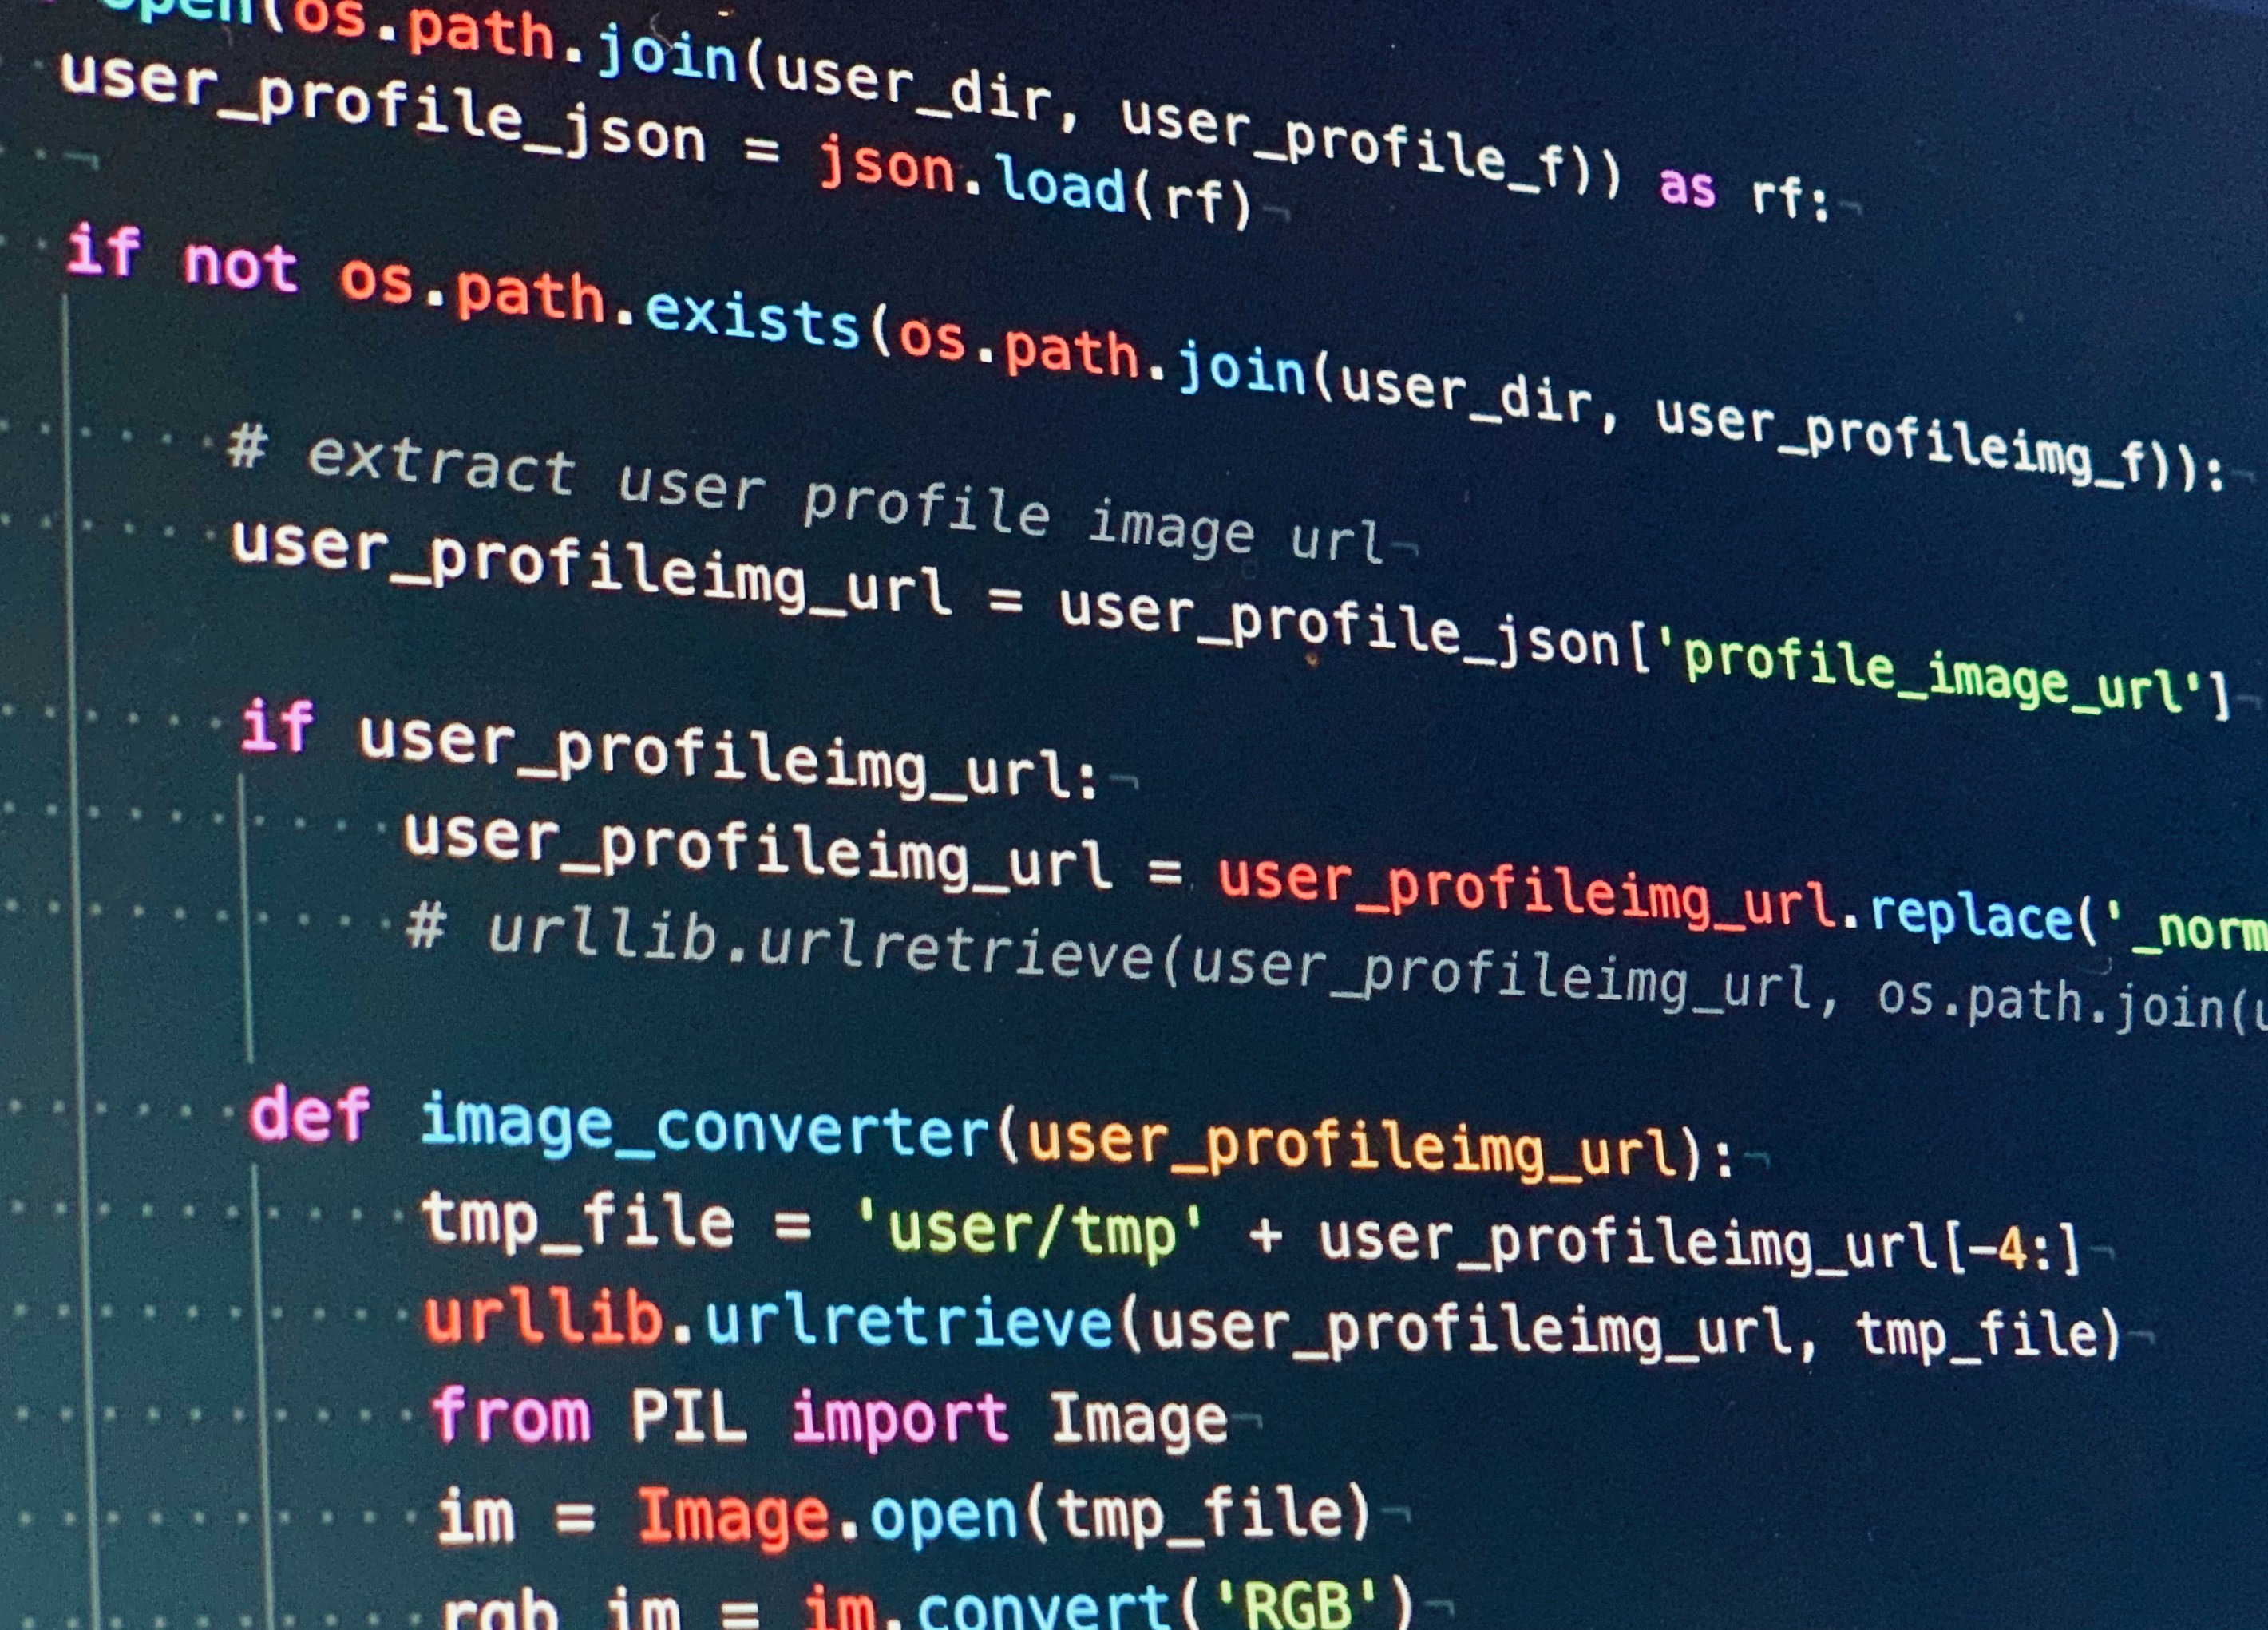 open(os.path.join(user_dir, user_profile_f)) as rf:
user_profile_json = json.load(rf)
if not os.path.exists(os.path.join(user_dir, user_profileimg_f)):
# extract user profile image url
user_profileimg_url = user_profile_json['profile_image_url']
if user_profileimg_url:
user_profileimg_url = user_profileimg_url.replace('_norm
# urllib.urlretrieve(user_profileimg_url, os.path.join(u
def image_converter(user_profileimg_url):
tmp_file = 'user/tmp' + user_profileimg_url[-4:]
urllib.urlretrieve(user_profileimg_url, tmp_file)
from PIL import Image
im = Image.open(tmp_file)
rgb_im = im.convert('RGB')